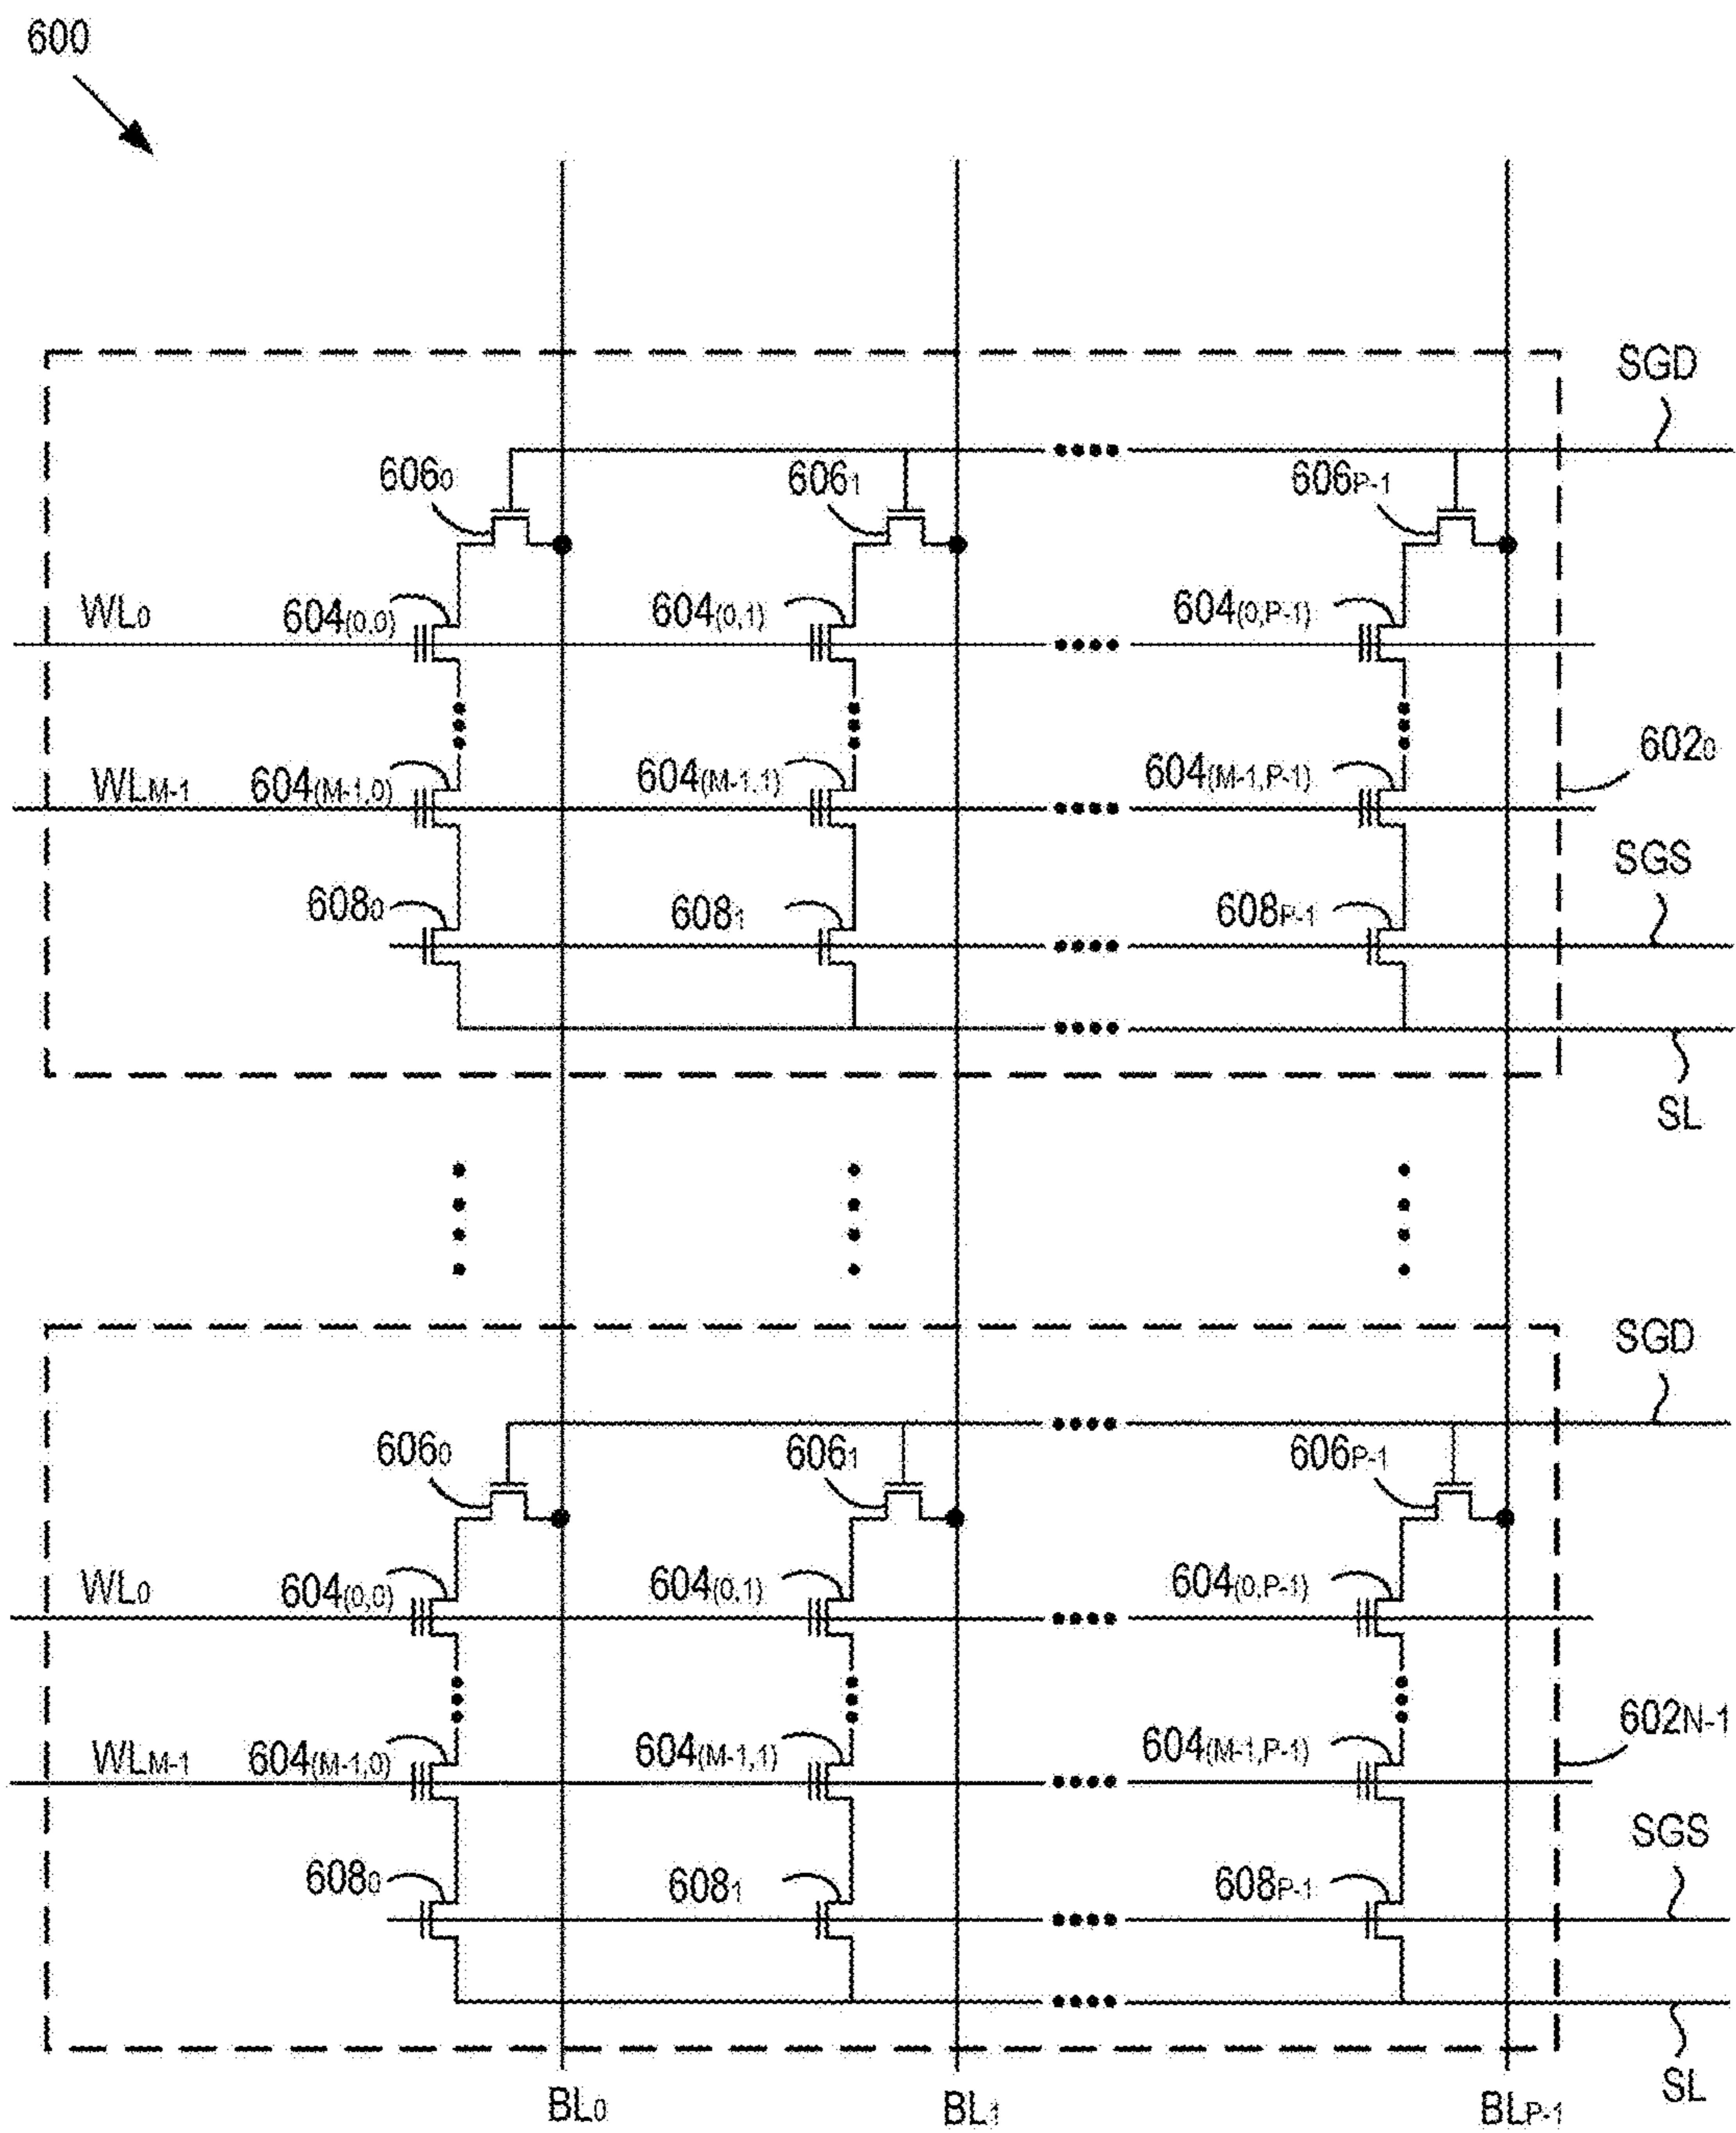 600
SGD
606₀ 606₁ 606P-1
WL₀ 604(0,0) 604(0,1) 604(0,P-1)
602₀
WLM-1 604(M-1,0) 604(M-1,1) 604(M-1,P-1)
SGS
608₀ 608₁ 608P-1
SL
SGD
606₀ 606₁ 606P-1
WL₀ 604(0,0) 604(0,1) 604(0,P-1)
602N-1
WLM-1 604(M-1,0) 604(M-1,1) 604(M-1,P-1)
SGS
608₀ 608₁ 608P-1
SL
BL₀ BL₁ BLP-1